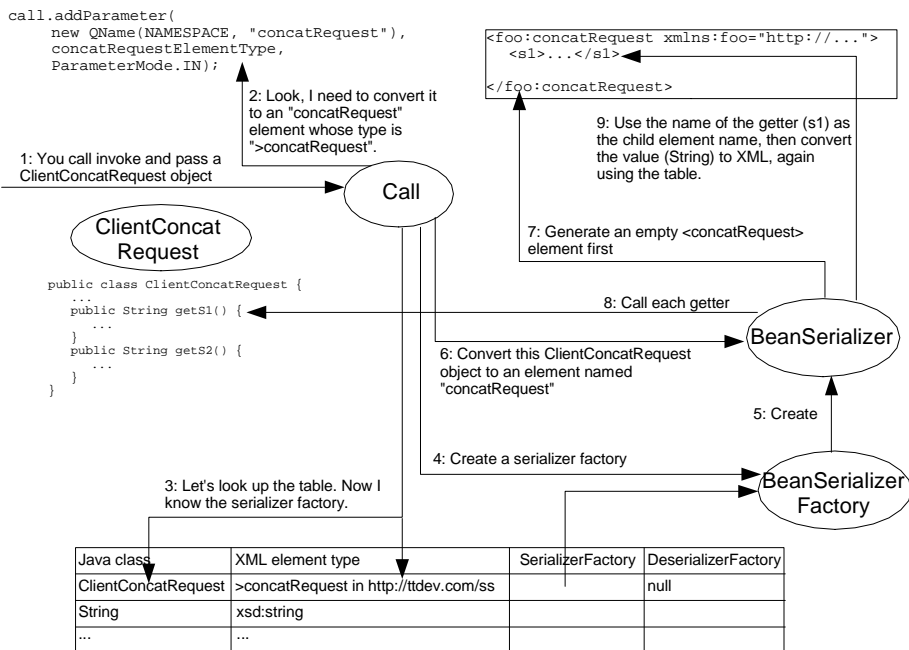 call.addParameter(
new QName(NAMESPACE, "concatRequest"),
concatRequestElementType,
ParameterMode.IN);
<foo:concatRequest xmlns:foo="http://...">
<s1>...</s1>
</foo:concatRequest>
2: Look, I need to convert it
to an "concatRequest"
element whose type is
">concatRequest".
9: Use the name of the getter (s1) as
the child element name, then convert
the value (String) to XML, again
using the table.
1: You call invoke and pass a
ClientConcatRequest object
Call
ClientConcat
Request
7: Generate an empty <concatRequest>
element first
public class ClientConcatRequest {
...
public String getS1() {
...
}
public String getS2() {
...
}
}
8: Call each getter
BeanSerializer
6: Convert this ClientConcatRequest
object to an element named
"concatRequest"
5: Create
4: Create a serializer factory
BeanSerializer
Factory
3: Let's look up the table. Now I
know the serializer factory.
Java class XML element type SerializerFactory DeserializerFactory
ClientConcatRequest >concatRequest in http://ttdev.com/ss null
String xsd:string
... ...